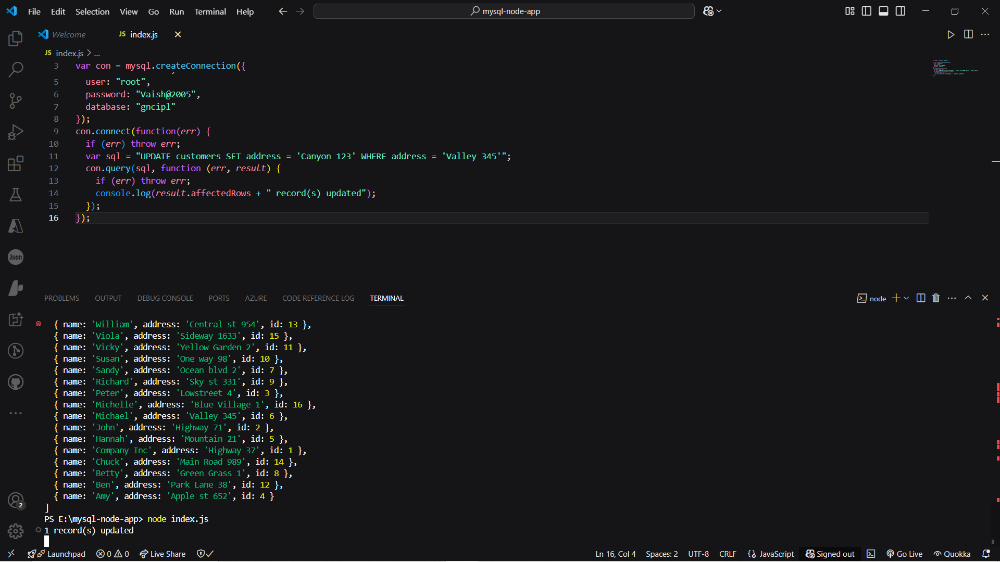 File Edit Selection View Go Run Terminal Help
mysql-node-app
Welcome
JS index.js
JS index.js > ...
3 var con = mysql.createConnection({
5 user: "root",
6 password: "Vaish@2005",
7 database: "gncipl"
8 });
9 con.connect(function(err) {
10 if (err) throw err;
11 var sql = "UPDATE customers SET address = 'Canyon 123' WHERE address = 'Valley 345'";
12 con.query(sql, function (err, result) {
13 if (err) throw err;
14 console.log(result.affectedRows + " record(s) updated");
15 });
16 });
Json
PROBLEMS OUTPUT DEBUG CONSOLE PORTS AZURE CODE REFERENCE LOG TERMINAL
node
{ name: 'William', address: 'Central st 954', id: 13 },
{ name: 'Viola', address: 'Sideway 1633', id: 15 },
{ name: 'Vicky', address: 'Yellow Garden 2', id: 11 },
{ name: 'Susan', address: 'One way 98', id: 10 },
{ name: 'Sandy', address: 'Ocean blvd 2', id: 7 },
{ name: 'Richard', address: 'Sky st 331', id: 9 },
{ name: 'Peter', address: 'Lowstreet 4', id: 3 },
{ name: 'Michelle', address: 'Blue Village 1', id: 16 },
{ name: 'Michael', address: 'Valley 345', id: 6 },
{ name: 'John', address: 'Highway 71', id: 2 },
{ name: 'Hannah', address: 'Mountain 21', id: 5 },
{ name: 'Company Inc', address: 'Highway 37', id: 1 },
{ name: 'Chuck', address: 'Main Road 989', id: 14 },
{ name: 'Betty', address: 'Green Grass 1', id: 8 },
{ name: 'Ben', address: 'Park Lane 38', id: 12 },
{ name: 'Amy', address: 'Apple st 652', id: 4 }
]
PS E:\mysql-node-app> node index.js
1 record(s) updated
2
Launchpad 0 0 Live Share
Ln 16, Col 4 Spaces: 2 UTF-8 CRLF {} JavaScript Signed out Go Live Quokka